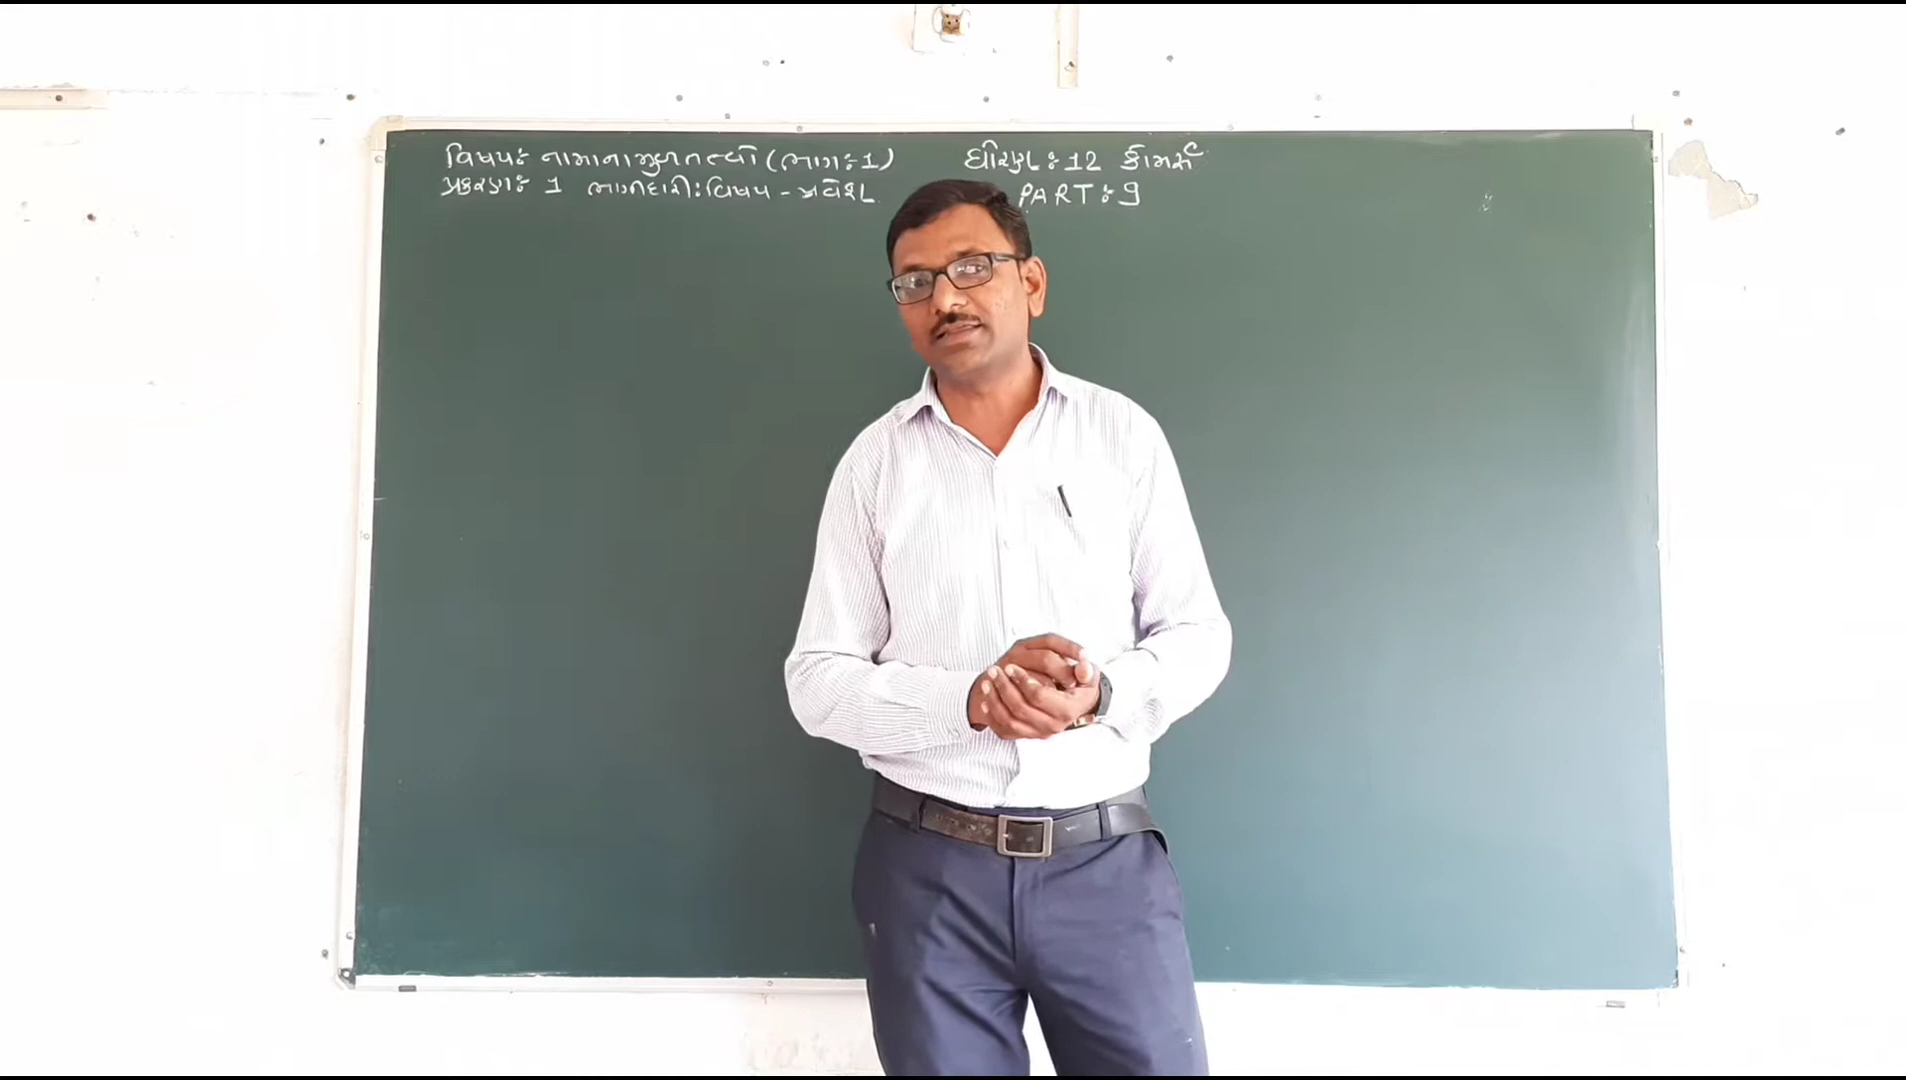 વિષય: નામાના મુળતત્વો (ભાગ:1) ધોરણ: 12 કોમર્સ
પ્રકરણ: 1 ભાગીદારી: વિષય - પ્રવેશ PART: 9